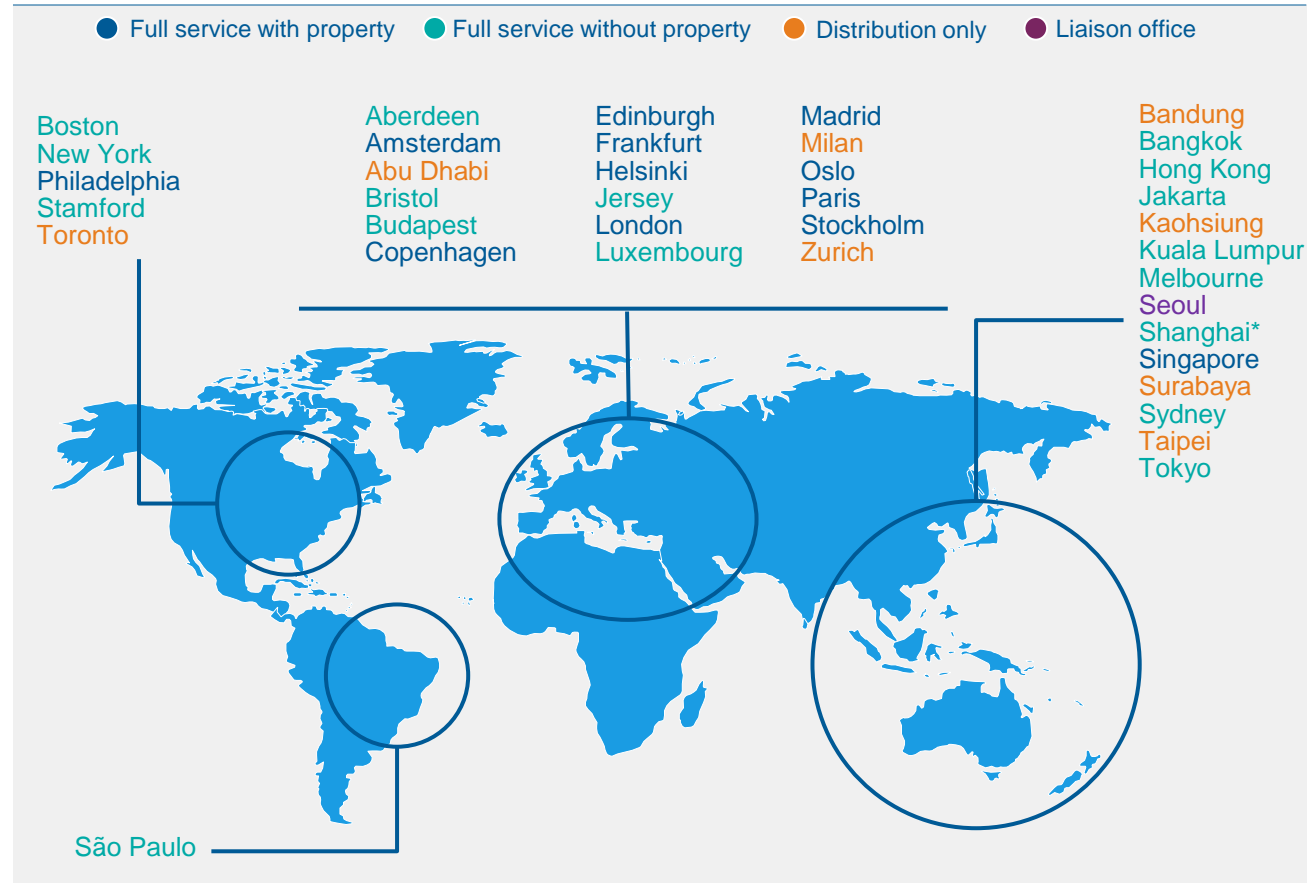 Full service with property Full service without property Distribution only Liaison office
Boston
New York
Philadelphia
Stamford
Toronto
Aberdeen
Amsterdam
Abu Dhabi
Bristol
Budapest
Copenhagen
Edinburgh
Frankfurt
Helsinki
Jersey
London
Luxembourg
Madrid
Milan
Oslo
Paris
Stockholm
Zurich
Bandung
Bangkok
Hong Kong
Jakarta
Kaohsiung
Kuala Lumpur
Melbourne
Seoul
Shanghai*
Singapore
Surabaya
Sydney
Taipei
Tokyo
São Paulo